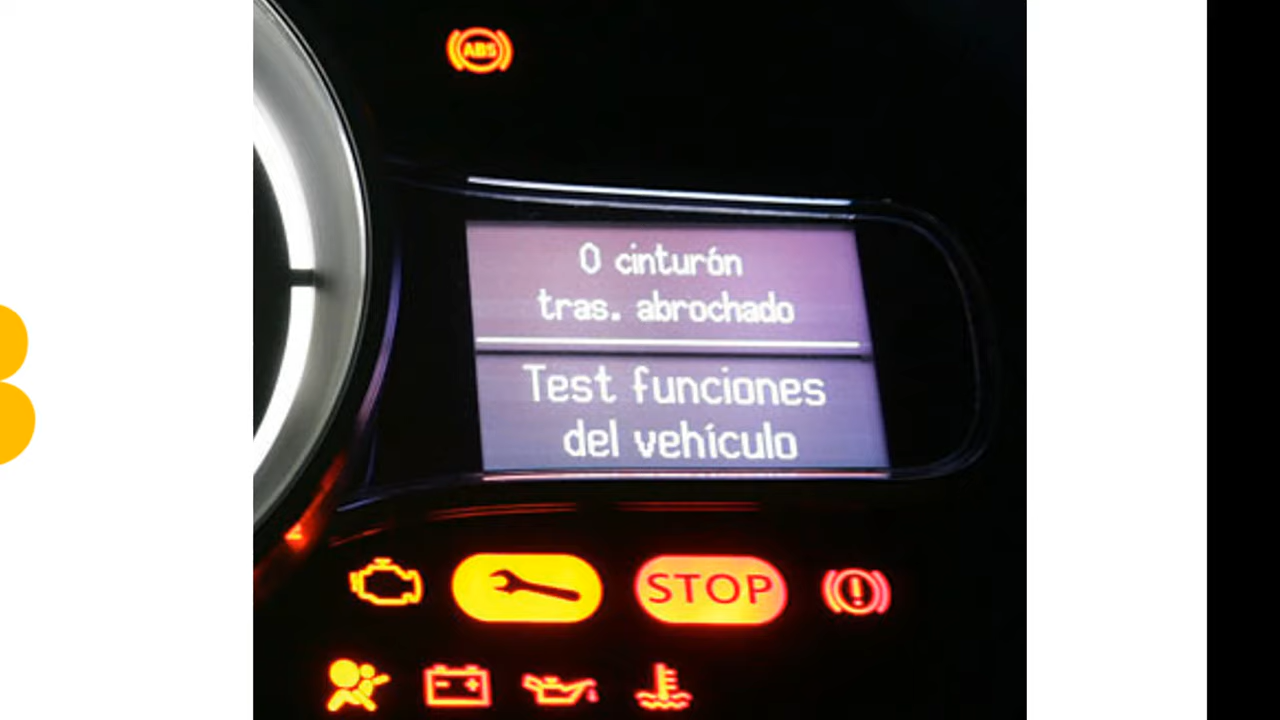 ABS
0 cinturón
tras. abrochado
Test funciones
del vehículo
STOP